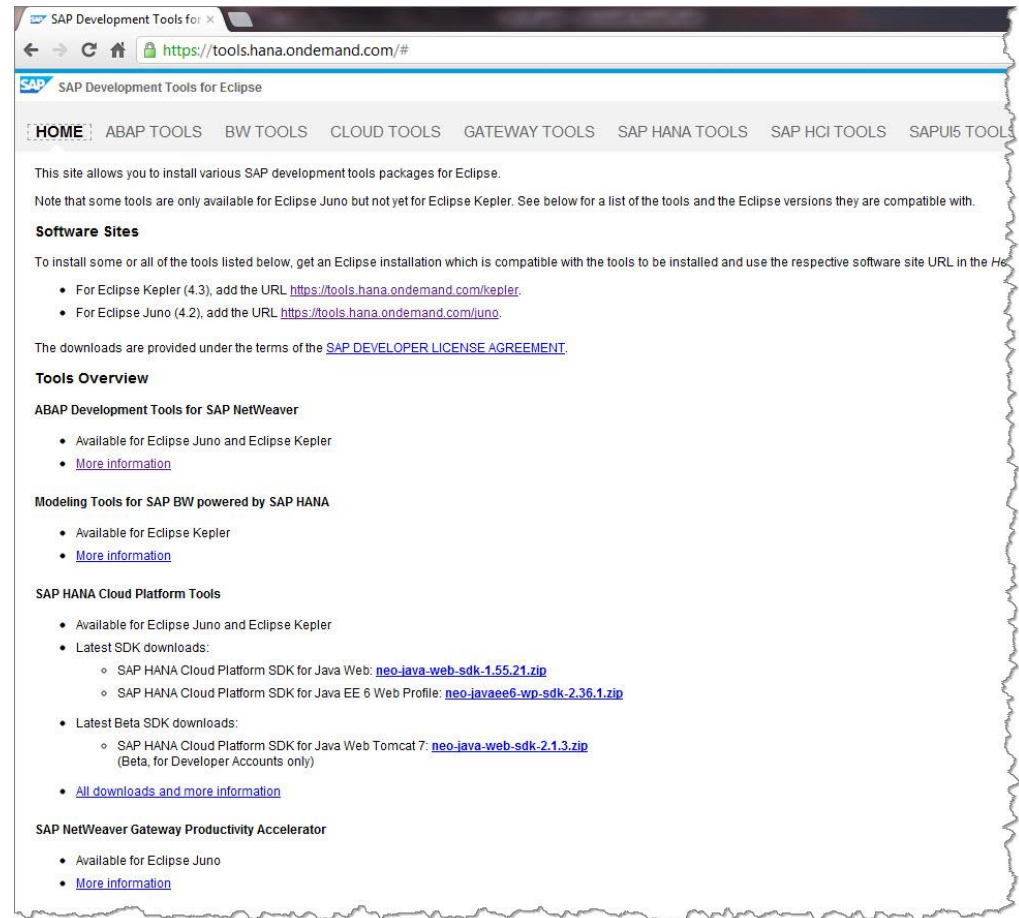 SAP Development Tools for
https://tools.hana.ondemand.com/#
SAP SAP Development Tools for Eclipse
HOME ABAP TOOLS BW TOOLS CLOUD TOOLS GATEWAY TOOLS SAP HANA TOOLS SAP HCI TOOLS SAPUI5 TOOLS
This site allows you to install various SAP development tools packages for Eclipse.
Note that some tools are only available for Eclipse Juno but not yet for Eclipse Kepler. See below for a list of the tools and the Eclipse versions they are compatible with.
Software Sites
To install some or all of the tools listed below, get an Eclipse installation which is compatible with the tools to be installed and use the respective software site URL in the He
• For Eclipse Kepler (4.3), add the URL https://tools.hana.ondemand.com/kepler.
• For Eclipse Juno (4.2), add the URL https://tools.hana.ondemand.com/juno.
The downloads are provided under the terms of the SAP DEVELOPER LICENSE AGREEMENT.
Tools Overview
ABAP Development Tools for SAP NetWeaver
• Available for Eclipse Juno and Eclipse Kepler
• More information
Modeling Tools for SAP BW powered by SAP HANA
• Available for Eclipse Kepler
• More information
SAP HANA Cloud Platform Tools
• Available for Eclipse Juno and Eclipse Kepler
• Latest SDK downloads:
○ SAP HANA Cloud Platform SDK for Java Web: neo-java-web-sdk-1.55.21.zip
○ SAP HANA Cloud Platform SDK for Java EE 6 Web Profile: neo-javaee6-wp-sdk-2.36.1.zip
• Latest Beta SDK downloads:
○ SAP HANA Cloud Platform SDK for Java Web Tomcat 7: neo-java-web-sdk-2.1.3.zip
(Beta, for Developer Accounts only)
• All downloads and more information
SAP NetWeaver Gateway Productivity Accelerator
• Available for Eclipse Juno
• More information